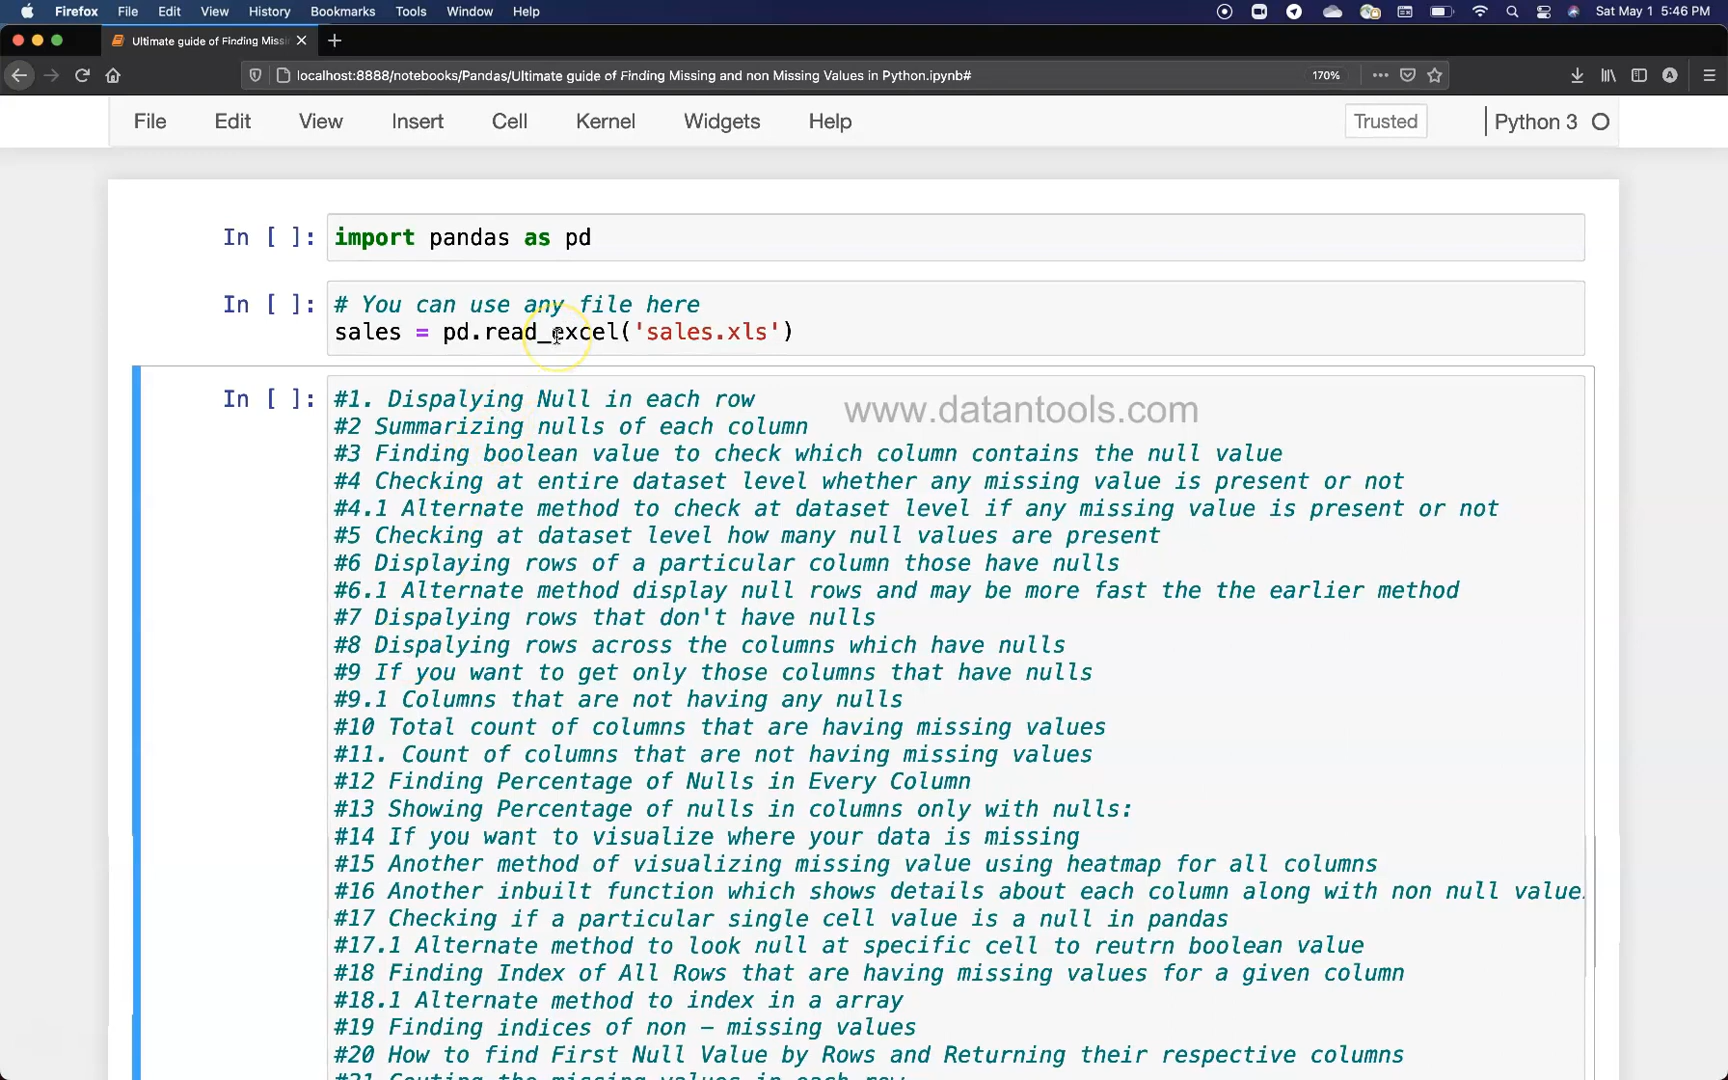 Firefox File Edit View History Bookmarks Tools Window Help Sat May 1 5:46 PM
Ultimate guide of Finding Missi
localhost:8888/notebooks/Pandas/Ultimate guide of Finding Missing and non Missing Values in Python.ipynb# 170%
File Edit View Insert Cell Kernel Widgets Help Trusted Python 3
In [ ]: import pandas as pd
In [ ]: # You can use any file here
sales = pd.read_excel('sales.xls')
In [ ]: #1. Dispalying Null in each row
www.datantools.com
#2 Summarizing nulls of each column
#3 Finding boolean value to check which column contains the null value
#4 Checking at entire dataset level whether any missing value is present or not
#4.1 Alternate method to check at dataset level if any missing value is present or not
#5 Checking at dataset level how many null values are present
#6 Displaying rows of a particular column those have nulls
#6.1 Alternate method display null rows and may be more fast the the earlier method
#7 Dispalying rows that don't have nulls
#8 Dispalying rows across the columns which have nulls
#9 If you want to get only those columns that have nulls
#9.1 Columns that are not having any nulls
#10 Total count of columns that are having missing values
#11. Count of columns that are not having missing values
#12 Finding Percentage of Nulls in Every Column
#13 Showing Percentage of nulls in columns only with nulls:
#14 If you want to visualize where your data is missing
#15 Another method of visualizing missing value using heatmap for all columns
#16 Another inbuilt function which shows details about each column along with non null value
#17 Checking if a particular single cell value is a null in pandas
#17.1 Alternate method to look null at specific cell to reutrn boolean value
#18 Finding Index of All Rows that are having missing values for a given column
#18.1 Alternate method to index in a array
#19 Finding indices of non – missing values
#20 How to find First Null Value by Rows and Returning their respective columns
#21 Couting the missing values in each row